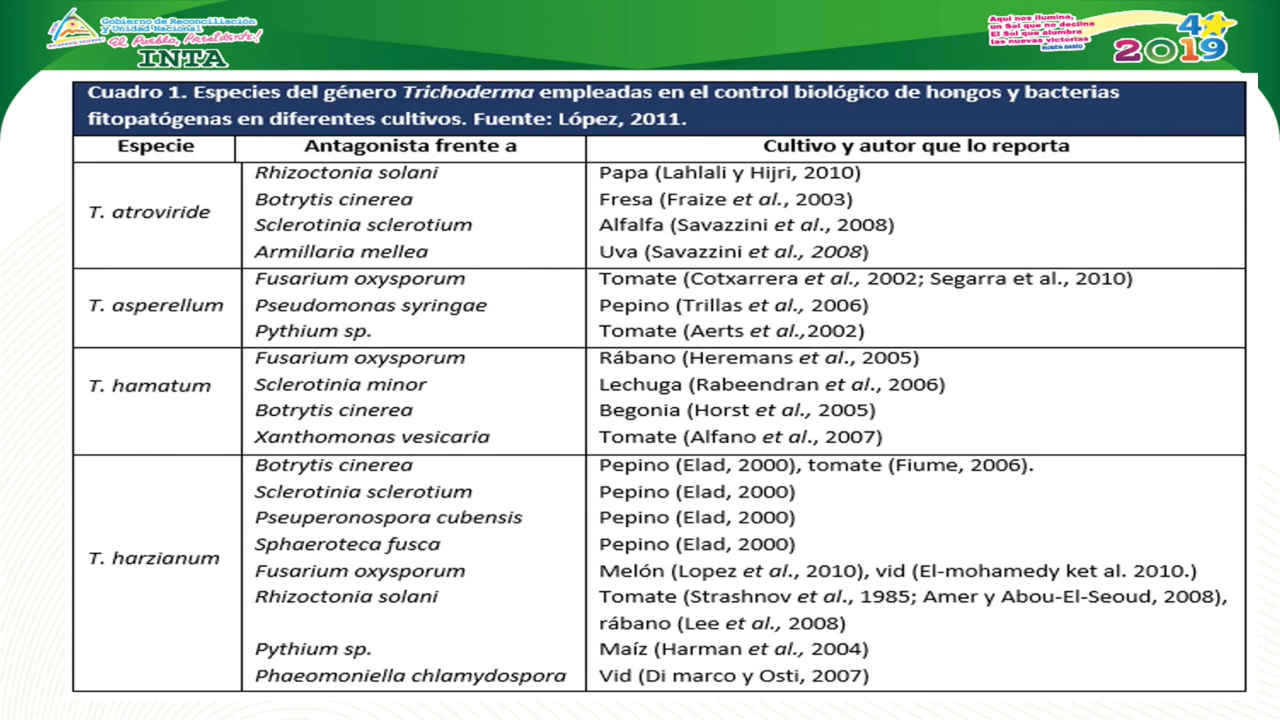 Gobierno de Reconciliación
y Unidad Nacional
El Pueblo, Presidente!
INTA
Aquí nos ilumina,
un Sol que no declina
El Sol que alumbra
las nuevas victorias
RUBÉN DARÍO
40
2019
Cuadro 1. Especies del género Trichoderma empleadas en el control biológico de hongos y bacterias
fitopatógenas en diferentes cultivos. Fuente: López, 2011.
Especie Antagonista frente a Cultivo y autor que lo reporta
T. atroviride
Rhizoctonia solani Papa (Lahlali y Hijri, 2010)
Botrytis cinerea Fresa (Fraize et al., 2003)
Sclerotinia sclerotium Alfalfa (Savazzini et al., 2008)
Armillaria mellea Uva (Savazzini et al., 2008)
T. asperellum
Fusarium oxysporum Tomate (Cotxarrera et al., 2002; Segarra et al., 2010)
Pseudomonas syringae Pepino (Trillas et al., 2006)
Pythium sp. Tomate (Aerts et al.,2002)
T. hamatum
Fusarium oxysporum Rábano (Heremans et al., 2005)
Sclerotinia minor Lechuga (Rabeendran et al., 2006)
Botrytis cinerea Begonia (Horst et al., 2005)
Xanthomonas vesicaria Tomate (Alfano et al., 2007)
T. harzianum
Botrytis cinerea Pepino (Elad, 2000), tomate (Fiume, 2006).
Sclerotinia sclerotium Pepino (Elad, 2000)
Pseuperonospora cubensis Pepino (Elad, 2000)
Sphaeroteca fusca Pepino (Elad, 2000)
Fusarium oxysporum Melón (Lopez et al., 2010), vid (El-mohamedy ket al. 2010.)
Rhizoctonia solani Tomate (Strashnov et al., 1985; Amer y Abou-El-Seoud, 2008),
rábano (Lee et al., 2008)
Pythium sp. Maíz (Harman et al., 2004)
Phaeomoniella chlamydospora Vid (Di marco y Osti, 2007)